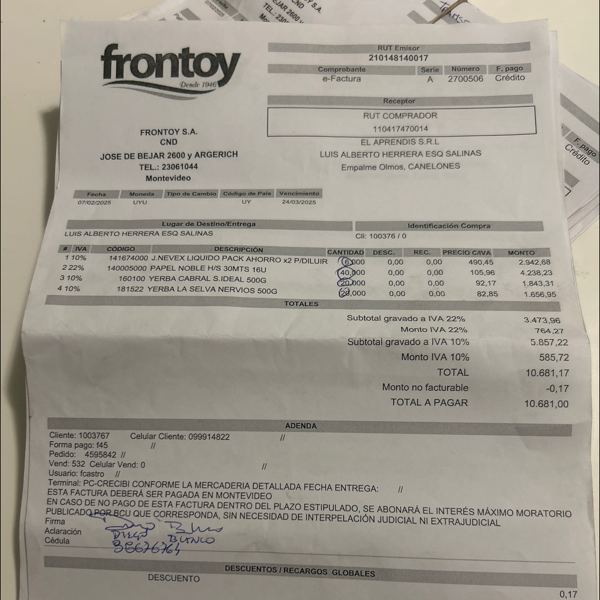 S.A.
CND
BEJAR 2600 y
frontoy
Desde 1946
RUT Emisor
210148140017
Comprobante Serie Número F. pago
e-Factura A 2700506 Crédito
Receptor
RUT COMPRADOR
110417470014
EL APRENDIS S.R.L
LUIS ALBERTO HERRERA ESQ SALINAS
Empalme Olmos, CANELONES
F. pago
Crédito
FRONTOY S.A.
CND
JOSE DE BEJAR 2600 y ARGERICH
TEL.: 23061044
Montevideo
Fecha Moneda Tipo de Cambio Código de País Vencimiento
07/02/2025 UYU UY 24/03/2025
Lugar de Destino/Entrega Identificación Compra
LUIS ALBERTO HERRERA ESQ SALINAS Cli: 100376 / 0
# IVA CÓDIGO DESCRIPCIÓN CANTIDAD DESC. REC. PRECIO C/IVA MONTO
1 10% 141674000 J.NEVEX LIQUIDO PACK AHORRO x2 P/DILUIR 6,000 0,00 0,00 490,45 2.942,68
2 22% 140005000 PAPEL NOBLE H/S 30MTS 16U 40,000 0,00 0,00 105,96 4.238,23
3 10% 160100 YERBA CABRAL S.IDEAL 500G 20,000 0,00 0,00 92,17 1.843,31
4 10% 181522 YERBA LA SELVA NERVIOS 500G 20,000 0,00 0,00 82,85 1.656,95
TOTALES
Subtotal gravado a IVA 22% 3.473,96
Monto IVA 22% 764,27
Subtotal gravado a IVA 10% 5.857,22
Monto IVA 10% 585,72
TOTAL 10.681,17
Monto no facturable -0,17
TOTAL A PAGAR 10.681,00
ADENDA
Cliente: 1003767 Celular Cliente: 099914822 //
Forma pago: f45 //
Pedido: 4595842 //
Vend: 532 Celular Vend: 0 //
Usuario: fcastro //
Terminal: PC-CRECIBI CONFORME LA MERCADERIA DETALLADA FECHA ENTREGA: //
ESTA FACTURA DEBERÁ SER PAGADA EN MONTEVIDEO
EN CASO DE NO PAGO DE ESTA FACTURA DENTRO DEL PLAZO ESTIPULADO, SE ABONARÁ EL INTERÉS MÁXIMO MORATORIO
PUBLICADO POR BCU QUE CORRESPONDA, SIN NECESIDAD DE INTERPELACIÓN JUDICIAL NI EXTRAJUDICIAL
Firma
Aclaración DIEGO BLANCO
Cédula
DESCUENTOS / RECARGOS GLOBALES
DESCUENTO 0,17